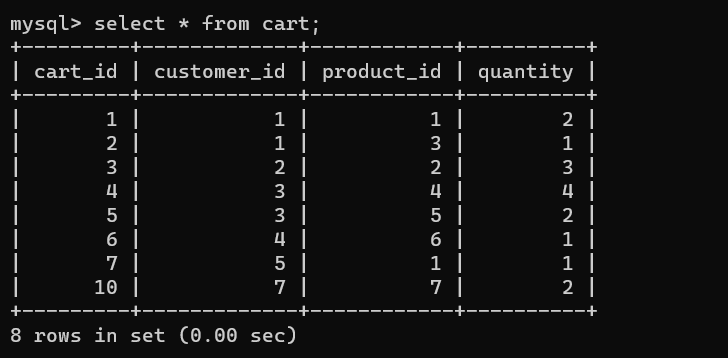 mysql> select * from cart;
+---------+-------------+------------+----------+
| cart_id | customer_id | product_id | quantity |
+---------+-------------+------------+----------+
|       1 |           1 |          1 |        2 |
|       2 |           1 |          3 |        1 |
|       3 |           2 |          2 |        3 |
|       4 |           3 |          4 |        4 |
|       5 |           3 |          5 |        2 |
|       6 |           4 |          6 |        1 |
|       7 |           5 |          1 |        1 |
|      10 |           7 |          7 |        2 |
+---------+-------------+------------+----------+
8 rows in set (0.00 sec)